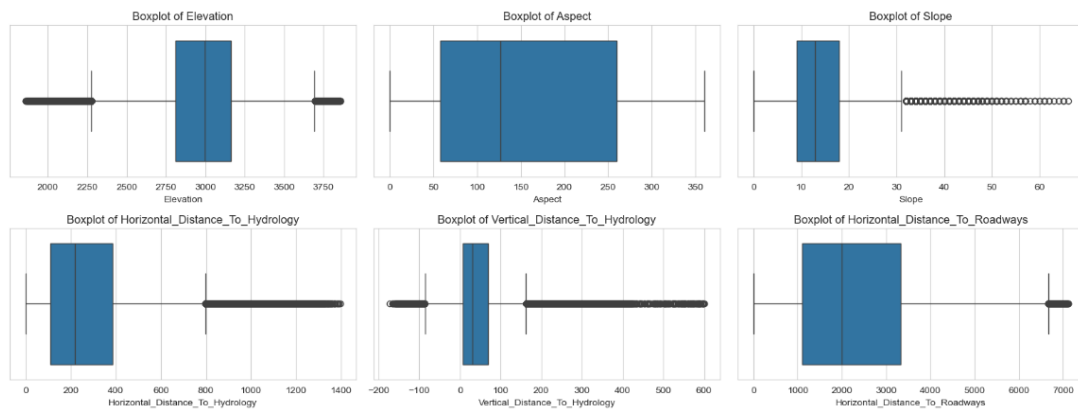 Boxplot of Elevation
2000 2250 2500 2750 3000 3250 3500 3750
Elevation
Boxplot of Aspect
0 50 100 150 200 250 300 350
Aspect
Boxplot of Slope
0 10 20 30 40 50 60
Slope
Boxplot of Horizontal_Distance_To_Hydrology
0 200 400 600 800 1000 1200 1400
Horizontal_Distance_To_Hydrology
Boxplot of Vertical_Distance_To_Hydrology
−200 −100 0 100 200 300 400 500 600
Vertical_Distance_To_Hydrology
Boxplot of Horizontal_Distance_To_Roadways
0 1000 2000 3000 4000 5000 6000 7000
Horizontal_Distance_To_Roadways